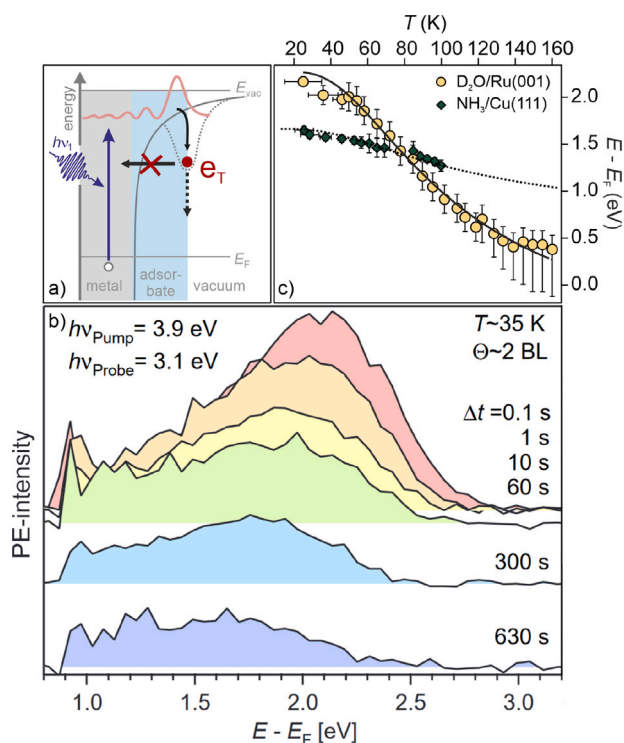 T (K)
20 40 60 80 100 120 140 160
D₂O/Ru(001)
NH₃/Cu(111)
2.0
1.5
1.0
0.5
0.0
E - E_F (eV)
c)
energy
E_vac
hν₁
e_T
E_F
metal
adsor-
bate
vacuum
a)
b)
hν_Pump = 3.9 eV
hν_Probe = 3.1 eV
T~35 K
Θ~2 BL
Δt =0.1 s
1 s
10 s
60 s
300 s
630 s
PE-intensity
1.0 1.5 2.0 2.5 3.0
E - E_F [eV]